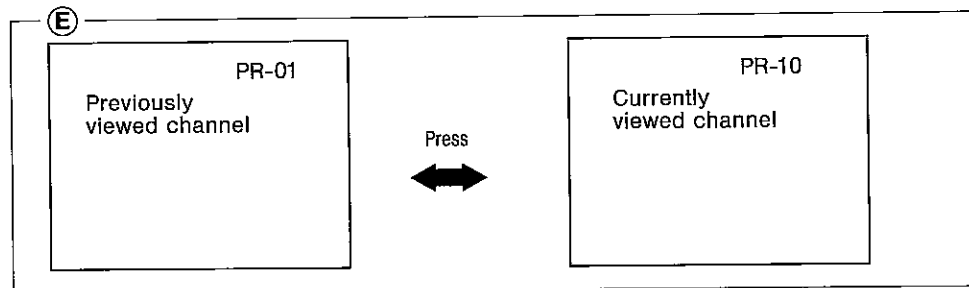 E
PR-01
Previously
viewed channel
Press
PR-10
Currently
viewed channel